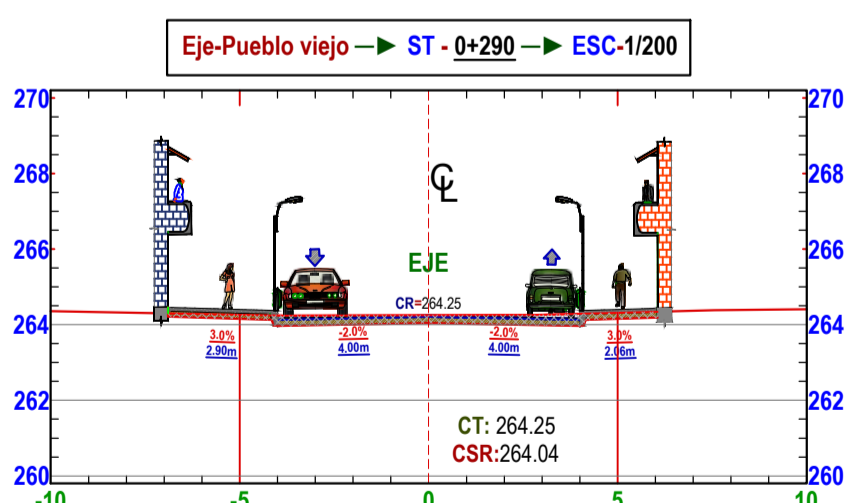 Eje-Pueblo viejo ST - 0+290 ESC-1/200
270 270
268 268
CL
266 266
EJE
CR=264.25
264 264
3.0% -2.0% -2.0% 3.0%
2.90m 4.00m 4.00m 2.06m
262 262
CT: 264.25
CSR:264.04
260 260
-10 -5 0 5 10